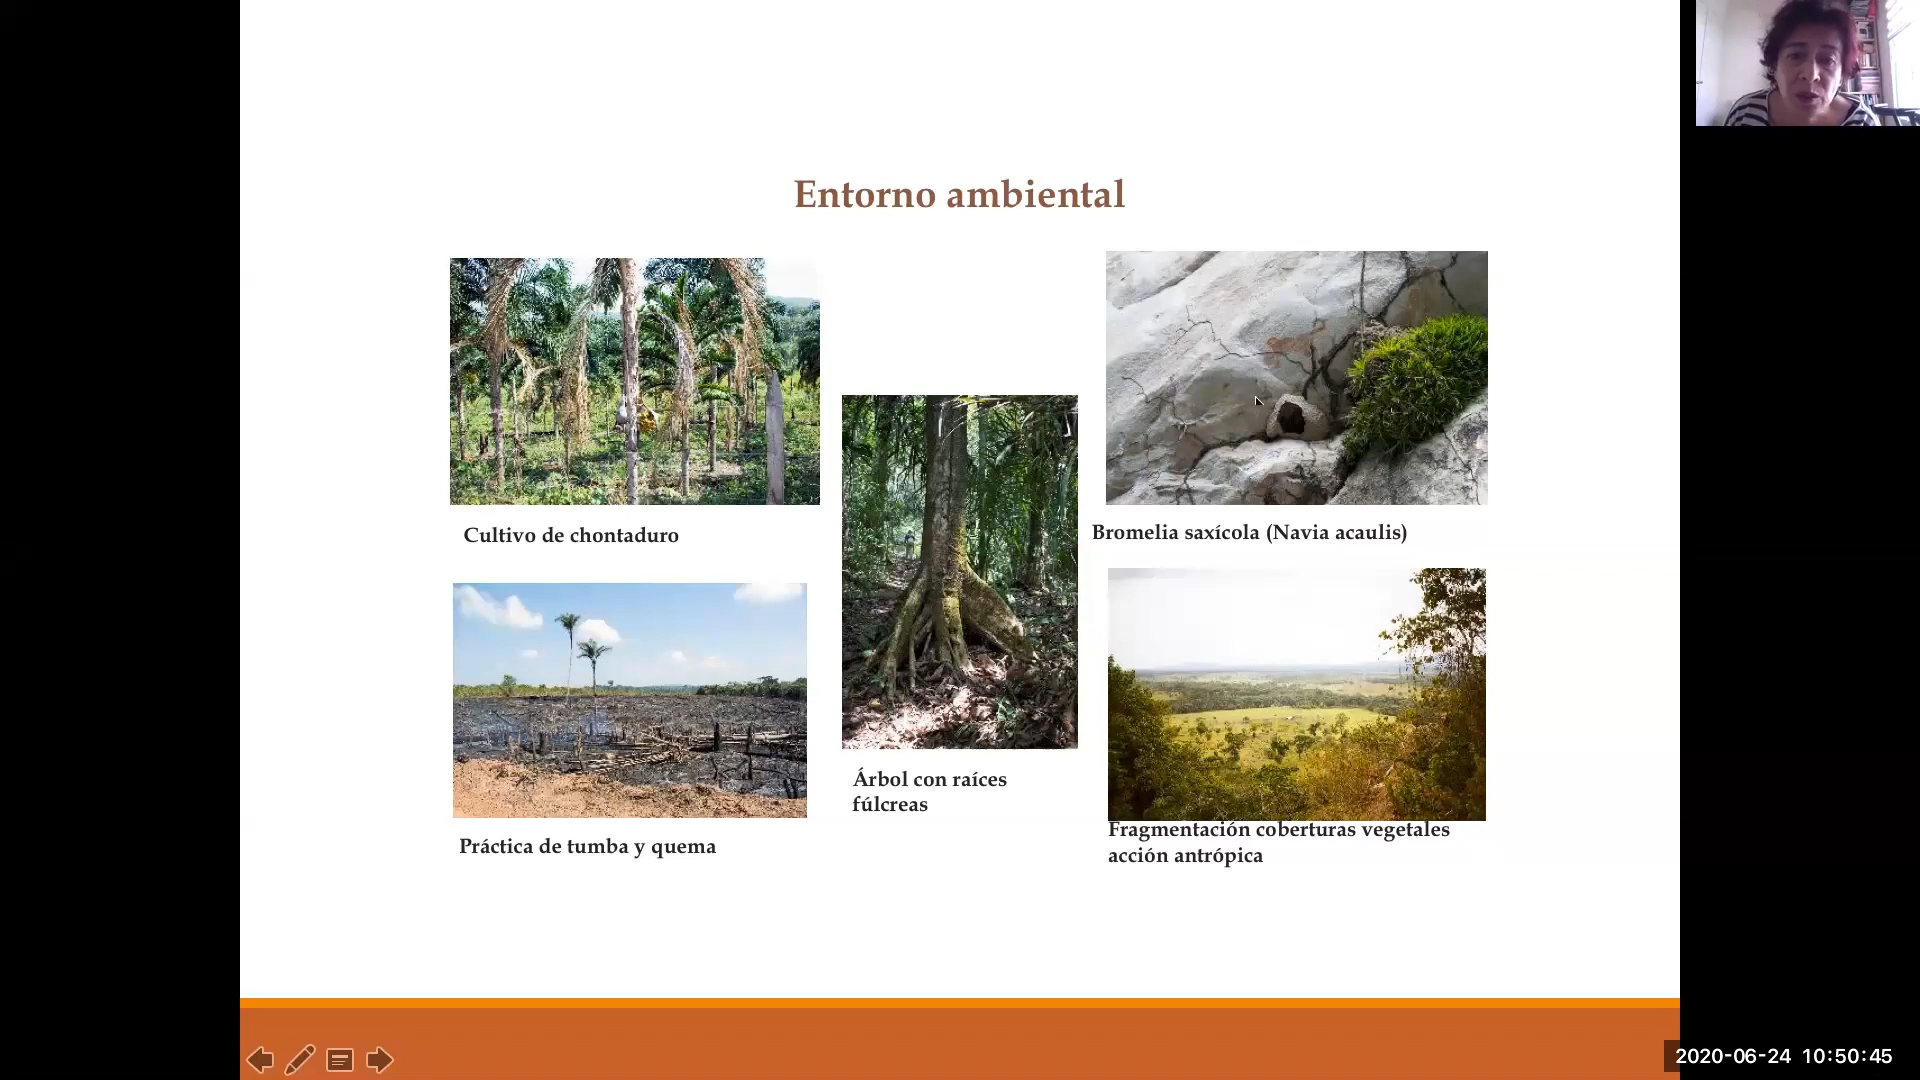 Entorno ambiental
Cultivo de chontaduro
Bromelia saxícola (Navia acaulis)
Árbol con raíces
fúlcreas
Práctica de tumba y quema
Fragmentación coberturas vegetales
acción antrópica
2020-06-24 10:50:45